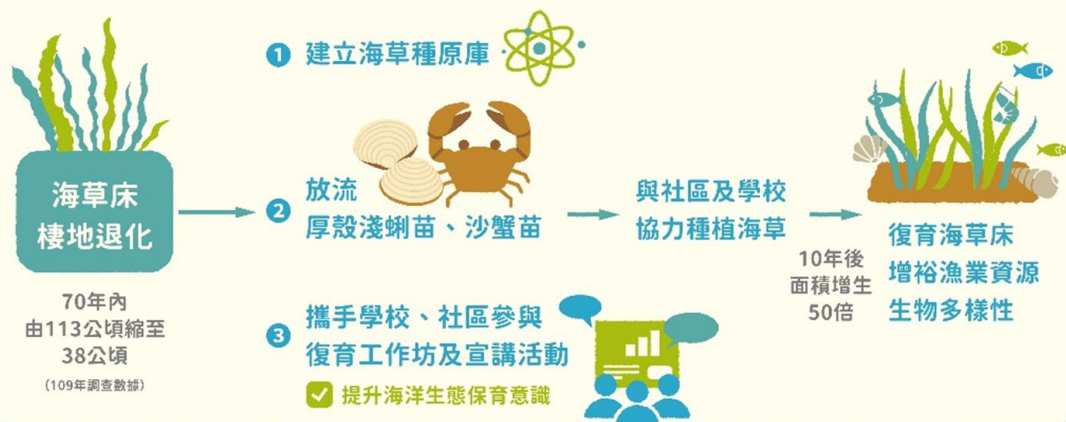 海草床
棲地退化
70年內
由113公頃縮至
38公頃
(109年調查數據)
1 建立海草種原庫
2 放流
厚殼淺蜊苗、沙蟹苗
3 攜手學校、社區參與
復育工作坊及宣講活動
提升海洋生態保育意識
與社區及學校
協力種植海草
10年後
面積增生
50倍
復育海草床
增裕漁業資源
生物多樣性